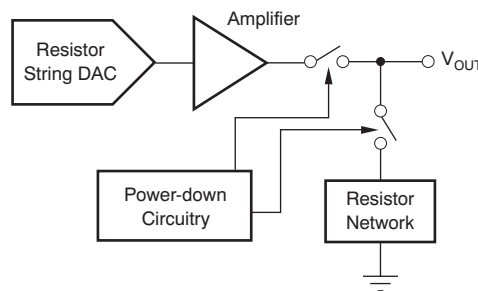 Amplifier
Resistor
String DAC
VOUT
Power-down
Circuitry
Resistor
Network